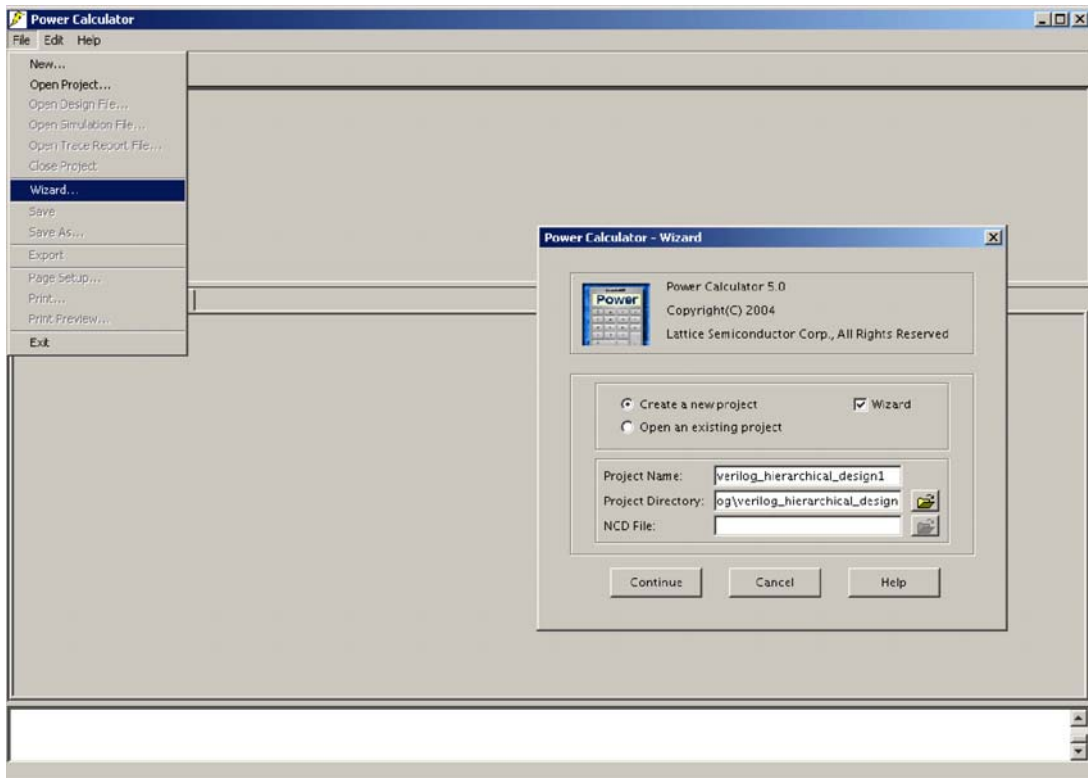 Power Calculator
File Edit Help
New...
Open Project...
Open Design File...
Open Simulation File...
Open Trace Report File...
Close Project
Wizard...
Save
Save As...
Export
Page Setup...
Print...
Print Preview...
Exit
Power Calculator - Wizard
Power
Power Calculator 5.0
Copyright(C) 2004
Lattice Semiconductor Corp., All Rights Reserved
Create a new project
Wizard
Open an existing project
Project Name: verilog_hierarchical_design1
Project Directory: og\verilog_hierarchical_design
NCD File:
Continue Cancel Help